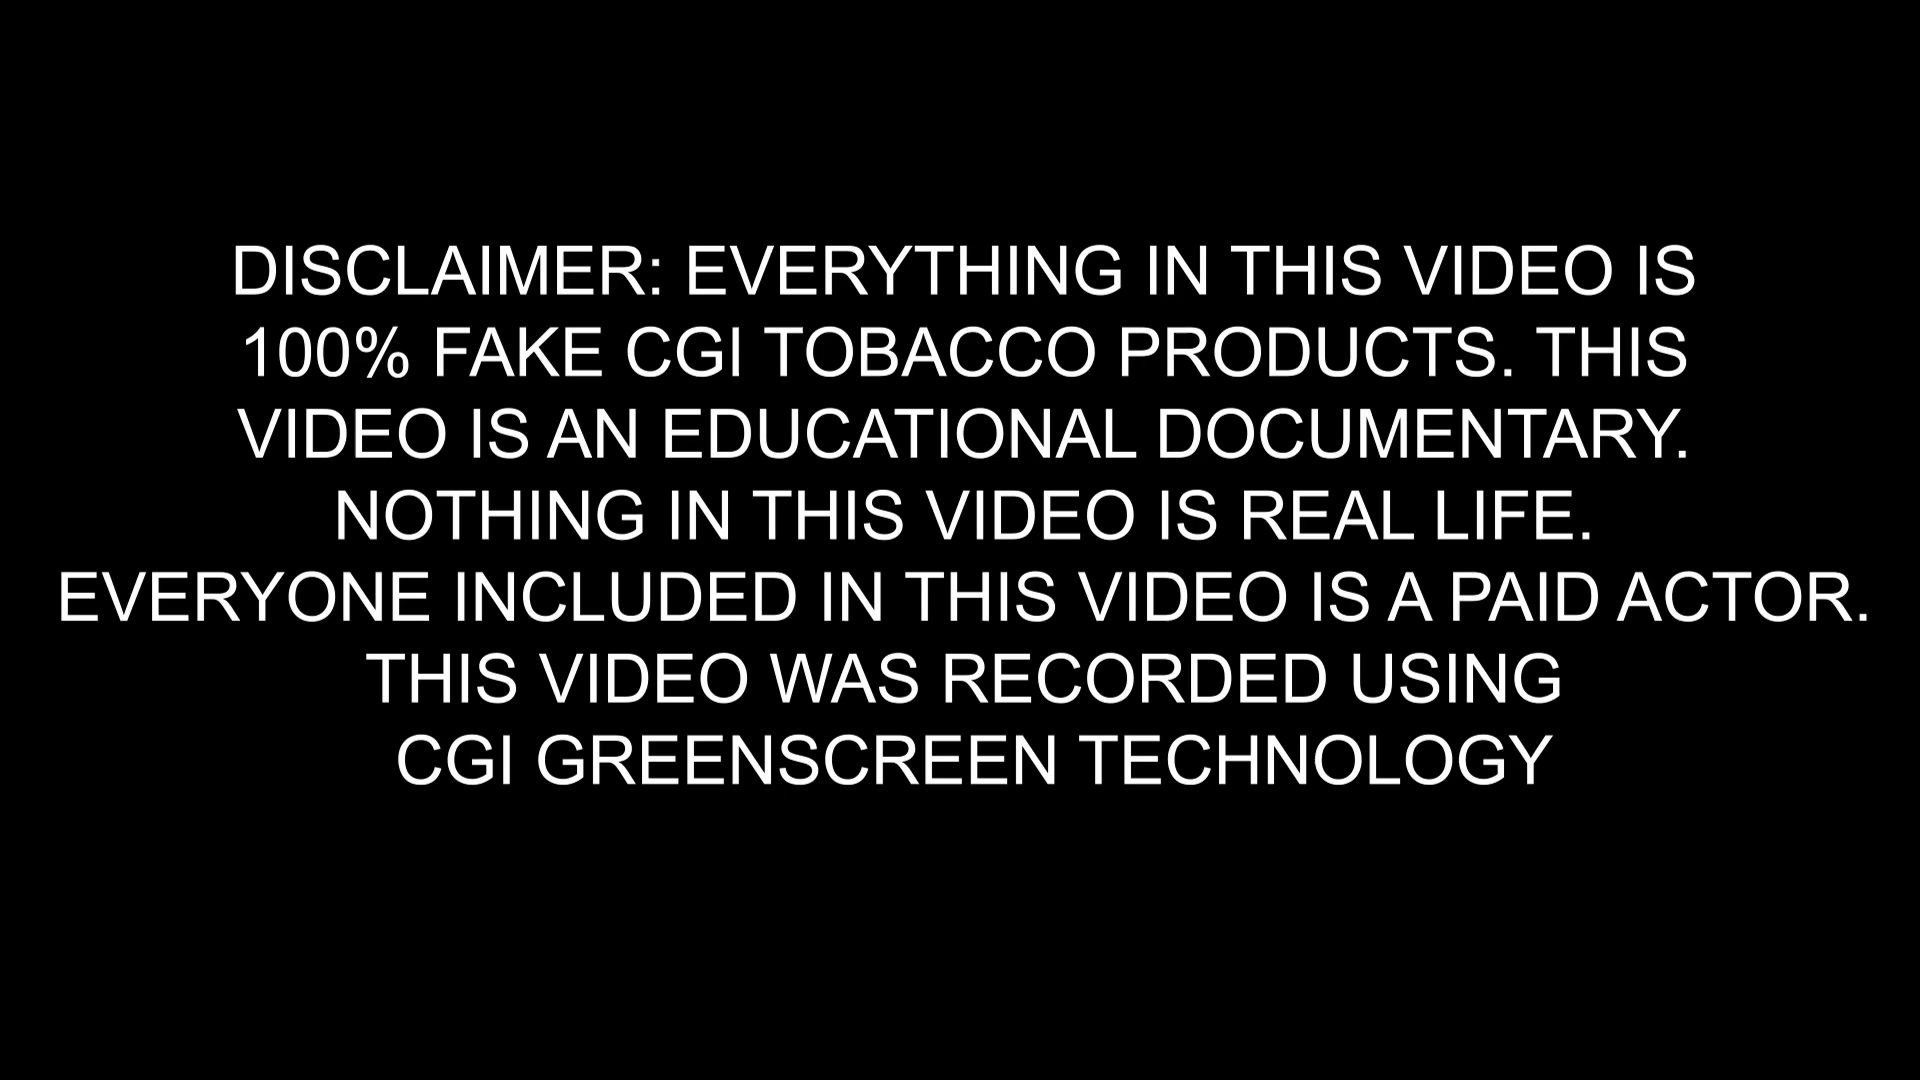 DISCLAIMER: EVERYTHING IN THIS VIDEO IS
100% FAKE CGI TOBACCO PRODUCTS. THIS
VIDEO IS AN EDUCATIONAL DOCUMENTARY.
NOTHING IN THIS VIDEO IS REAL LIFE.
EVERYONE INCLUDED IN THIS VIDEO IS A PAID ACTOR.
THIS VIDEO WAS RECORDED USING
CGI GREENSCREEN TECHNOLOGY